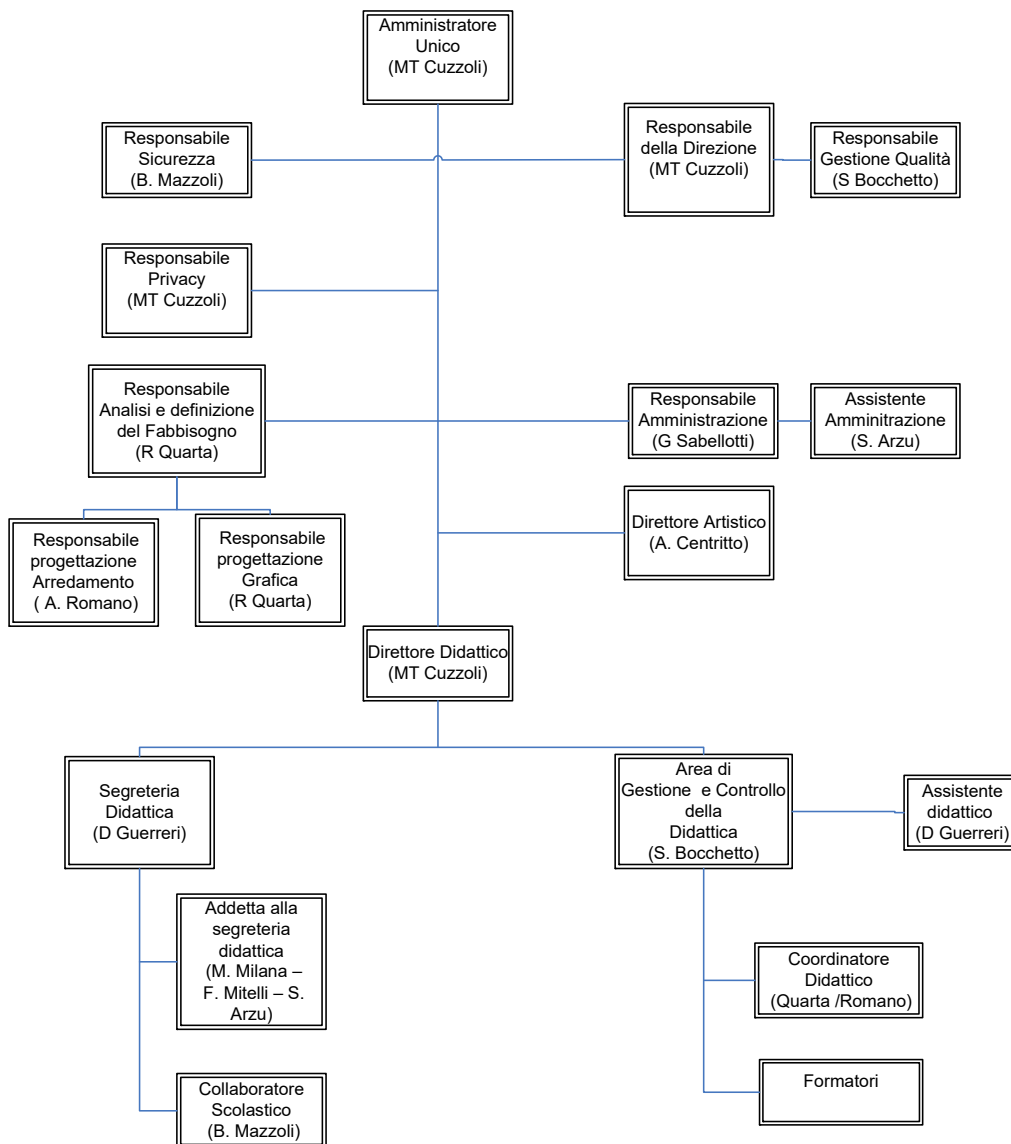 Amministratore
Unico
(MT Cuzzoli)
Responsabile
Sicurezza
(B. Mazzoli)
Responsabile
della Direzione
(MT Cuzzoli)
Responsabile
Gestione Qualità
(S Bocchetto)
Responsabile
Privacy
(MT Cuzzoli)
Responsabile
Analisi e definizione
del Fabbisogno
(R Quarta)
Responsabile
Amministrazione
(G Sabellotti)
Assistente
Amminitrazione
(S. Arzu)
Responsabile
progettazione
Arredamento
( A. Romano)
Responsabile
progettazione
Grafica
(R Quarta)
Direttore Artistico
(A. Centritto)
Direttore Didattico
(MT Cuzzoli)
Segreteria
Didattica
(D Guerreri)
Area di
Gestione e Controllo
della
Didattica
(S. Bocchetto)
Assistente
didattico
(D Guerreri)
Addetta alla
segreteria
didattica
(M. Milana –
F. Mitelli – S.
Arzu)
Coordinatore
Didattico
(Quarta /Romano)
Collaboratore
Scolastico
(B. Mazzoli)
Formatori